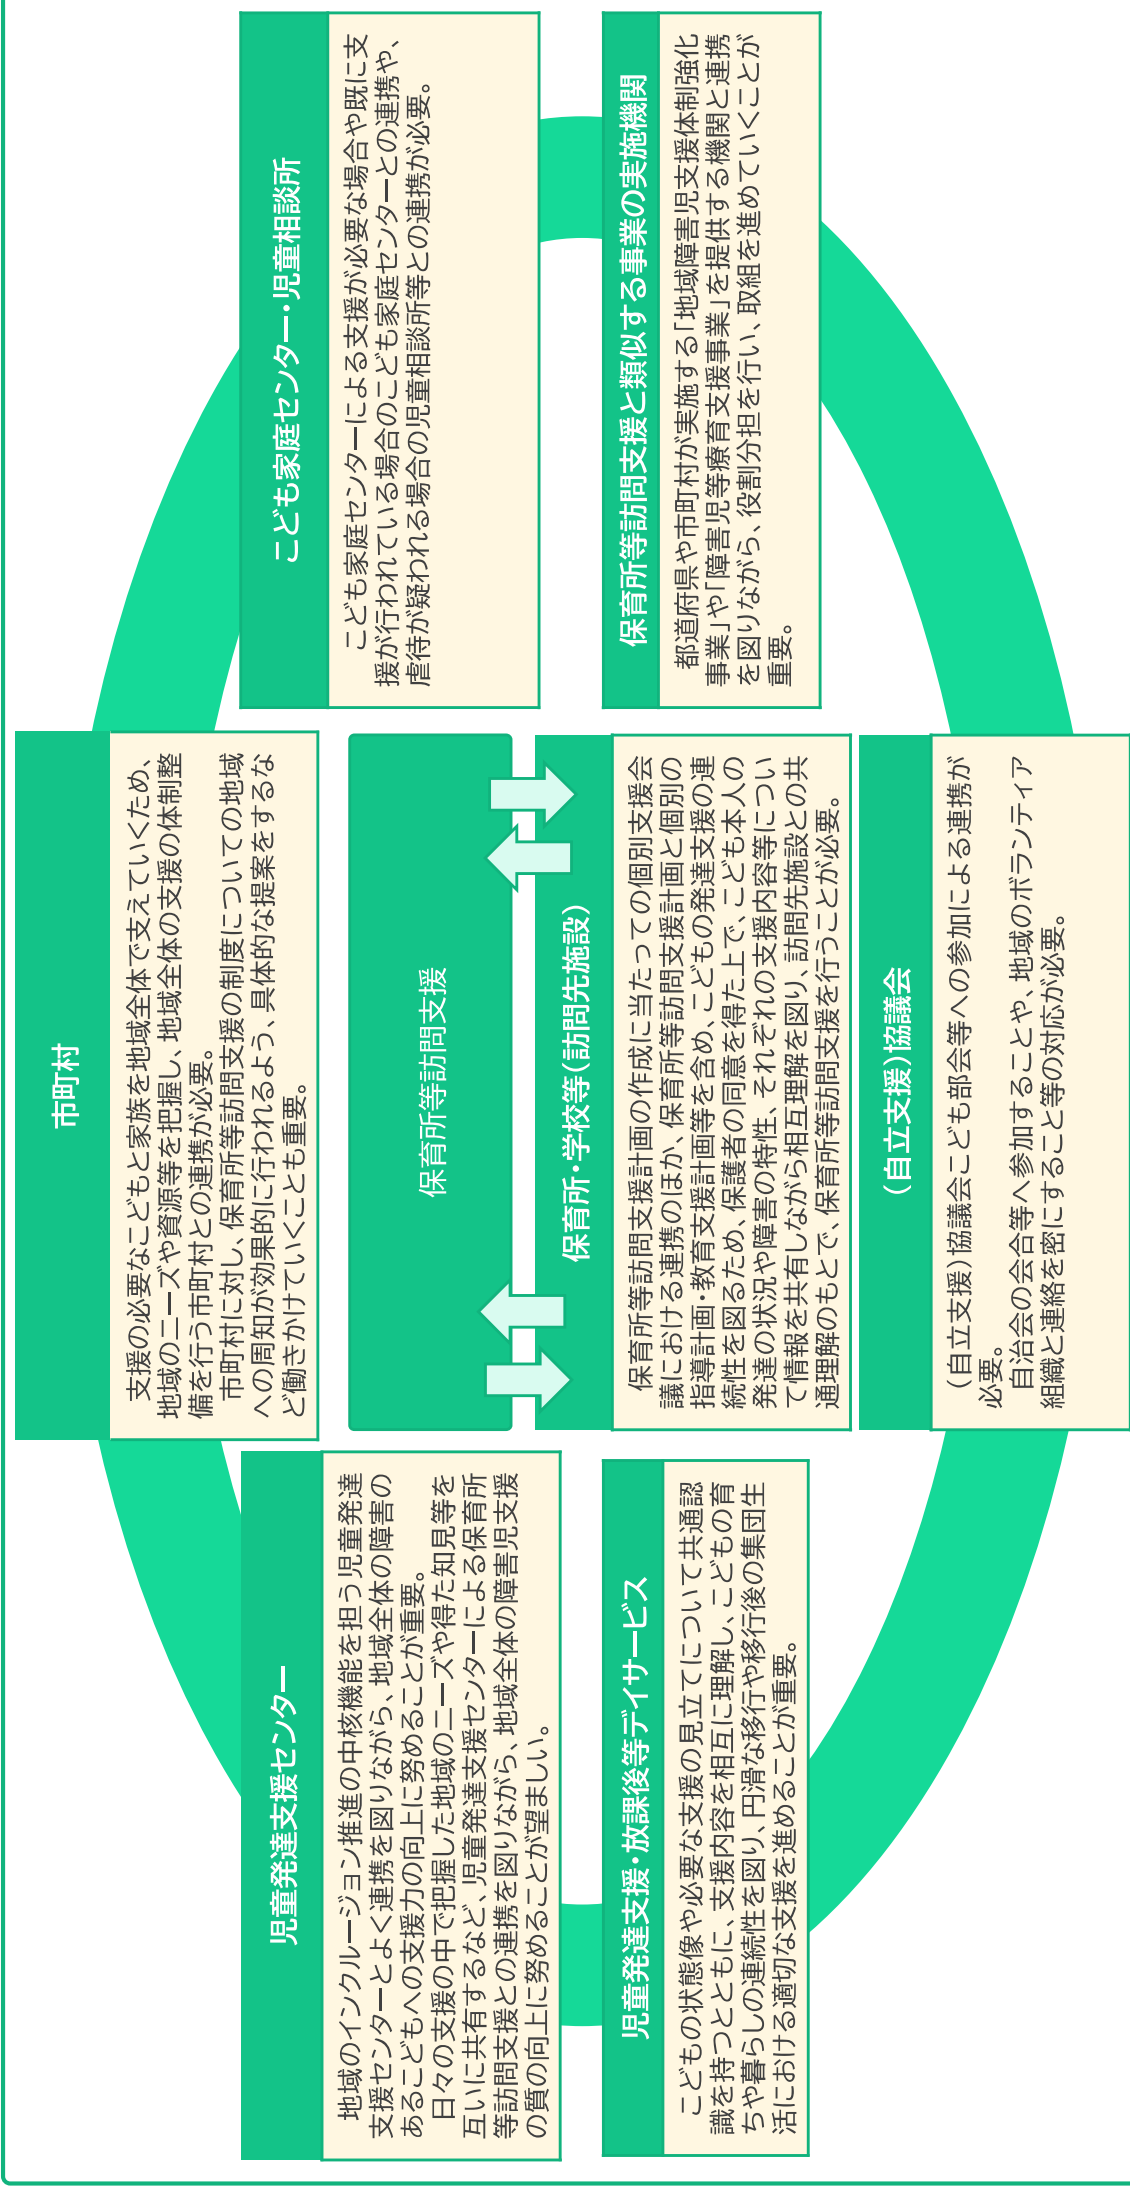 市町村
支援の必要なこどもと家族を地域全体で支えていくため、
地域のニーズや資源等を把握し、地域全体の支援の体制整
備を行う市町村との連携が必要。
市町村に対し、保育所等訪問支援の制度についての地域
への周知が効果的に行われるよう、具体的な提案をするな
ど働きかけていくことも重要。
児童発達支援センター
地域のインクルージョン推進の中核機能を担う児童発達
支援センターとよく連携を図りながら、地域全体の障害の
あるこどもへの支援力の向上に努めることが重要。
日々の支援の中で把握した地域のニーズや得た知見等を
互いに共有するなど、児童発達支援センターによる保育所
等訪問支援との連携を図りながら、地域全体の障害児支援
の質の向上に努めることが望ましい。
こども家庭センター・児童相談所
こども家庭センターによる支援が必要な場合や既に支
援が行われている場合のこども家庭センターとの連携や、
虐待が疑われる場合の児童相談所等との連携が必要。
保育所等訪問支援
保育所・学校等(訪問先施設)
保育所等訪問支援計画の作成に当たっての個別支援会
議における連携のほか、保育所等訪問支援計画と個別の
指導計画・教育支援計画等を含め、こどもの発達支援の連
続性を図るため、保護者の同意を得た上で、こども本人の
発達の状況や障害の特性、それぞれの支援内容等につい
て情報を共有しながら相互理解を図り、訪問先施設との共
通理解のもとで、保育所等訪問支援を行うことが必要。
児童発達支援・放課後等デイサービス
こどもの状態像や必要な支援の見立てについて共通認
識を持つとともに、支援内容を相互に理解し、こどもの育
ちや暮らしの連続性を図り、円滑な移行や移行後の集団生
活における適切な支援を進めることが重要。
保育所等訪問支援と類似する事業の実施機関
都道府県や市町村が実施する「地域障害児支援体制強化
事業」や「障害児等療育支援事業」を提供する機関と連携
を図りながら、役割分担を行い、取組を進めていくことが
重要。
(自立支援)協議会
(自立支援)協議会こども部会等への参加による連携が
必要。
自治会の会合等へ参加することや、地域のボランティア
組織と連絡を密にすること等の対応が必要。